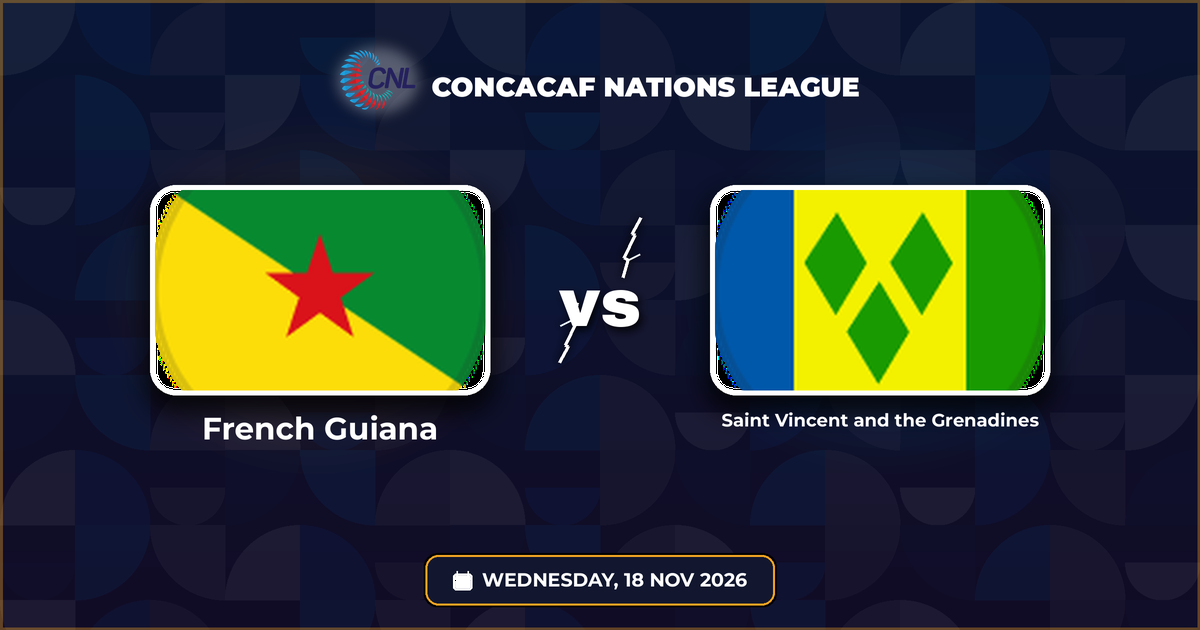 CNL
CONCACAF NATIONS LEAGUE
VS
French Guiana
Saint Vincent and the Grenadines
WEDNESDAY, 18 NOV 2026